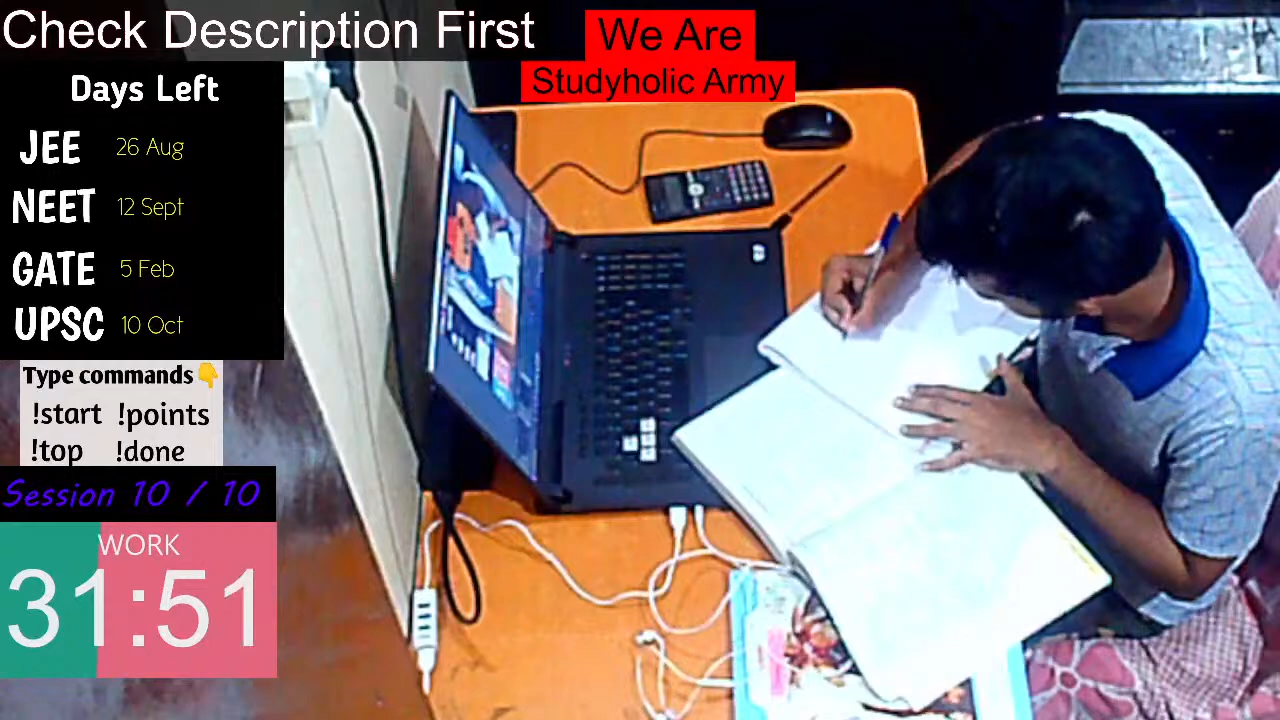 Check Description First
We Are
Studyholic Army
Days Left
JEE 26 Aug
NEET 12 Sept
GATE 5 Feb
UPSC 10 Oct
Type commands👇
!start !points
!top !done
Session 10 / 10
WORK
31:51